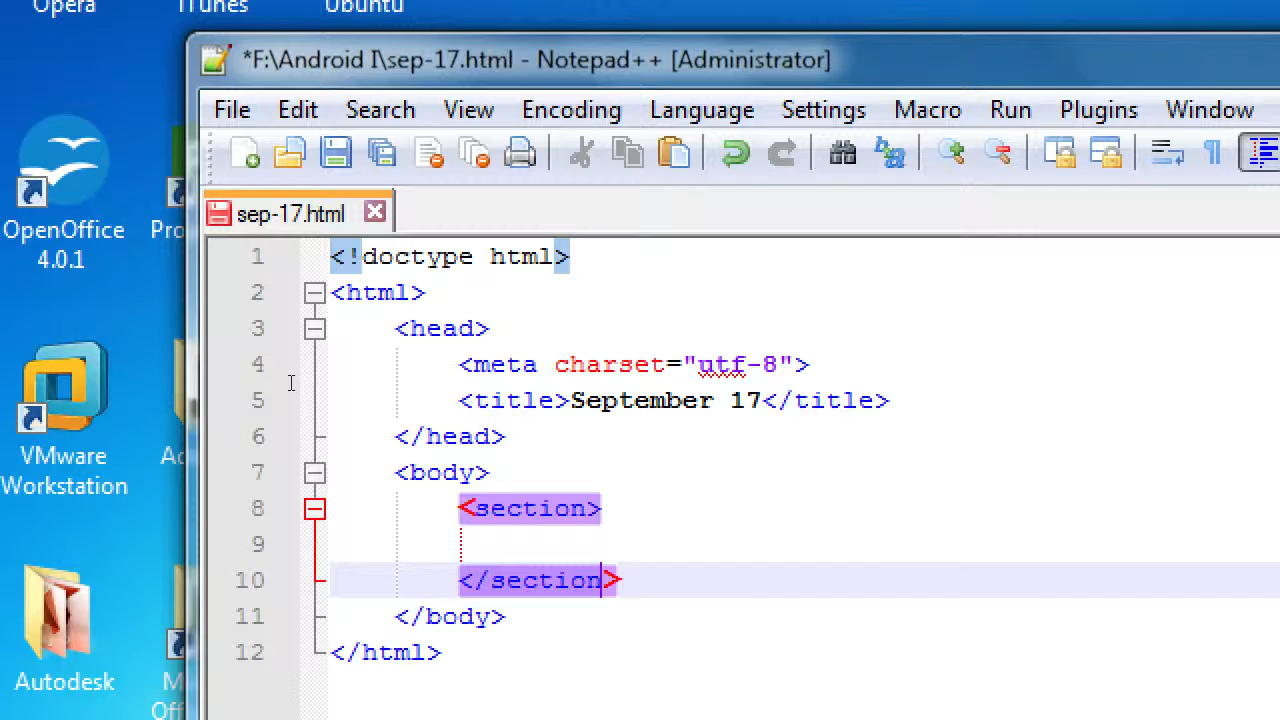 Opera iTunes Ubuntu
*F:\Android I\sep-17.html - Notepad++ [Administrator]
File Edit Search View Encoding Language Settings Macro Run Plugins Window
sep-17.html
1 <!doctype html>
2 <html>
3 <head>
4 <meta charset="utf-8">
5 <title>September 17</title>
6 </head>
7 <body>
8 <section>
9
10 </section>
11 </body>
12 </html>
OpenOffice
4.0.1
VMware
Workstation
Autodesk